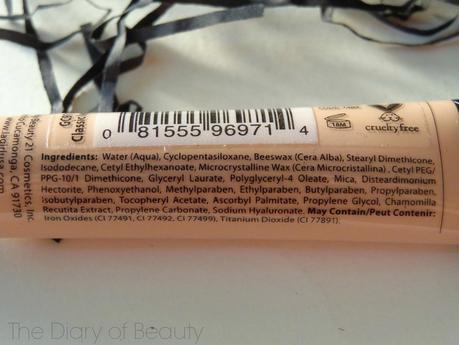 Beauty 21 Cosmetics, Inc.
Cucamonga, CA 91730
Classic
0 81555 96971 4
18M
cruelty free
Ingredients: Water (Aqua), Cyclopentasiloxane, Beeswax (Cera Alba), Stearyl Dimethicone,
Isododecane, Cetyl Ethylhexanoate, Microcrystalline Wax (Cera Microcristallina), Cetyl PEG/
PPG-10/1 Dimethicone, Glyceryl Laurate, Polyglyceryl-4 Oleate, Mica, Disteardimonium
Hectorite, Phenoxyethanol, Methylparaben, Ethylparaben, Butylparaben, Propylparaben,
Isobutylparaben, Tocopheryl Acetate, Ascorbyl Palmitate, Propylene Glycol, Chamomilla
Recutita Extract, Propylene Carbonate, Sodium Hyaluronate. May Contain/Peut Contenir:
Iron Oxides (CI 77491, CI 77492, CI 77499), Titanium Dioxide (CI 77891).
The Diary of Beauty